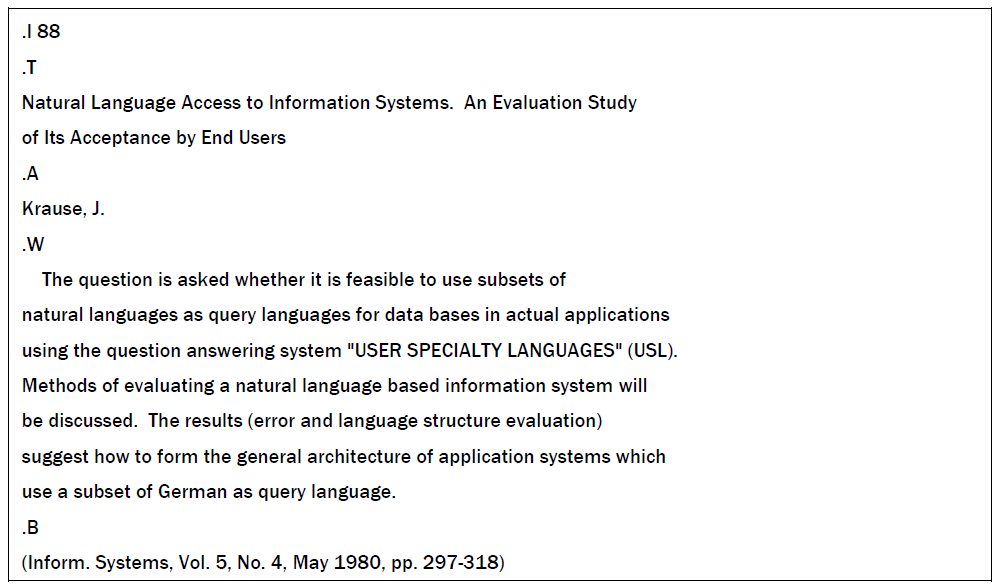 .I 88
.T
Natural Language Access to Information Systems.  An Evaluation Study
of Its Acceptance by End Users
.A
Krause, J.
.W
The question is asked whether it is feasible to use subsets of
natural languages as query languages for data bases in actual applications
using the question answering system "USER SPECIALTY LANGUAGES" (USL).
Methods of evaluating a natural language based information system will
be discussed.  The results (error and language structure evaluation)
suggest how to form the general architecture of application systems which
use a subset of German as query language.
.B
(Inform. Systems, Vol. 5, No. 4, May 1980, pp. 297-318)